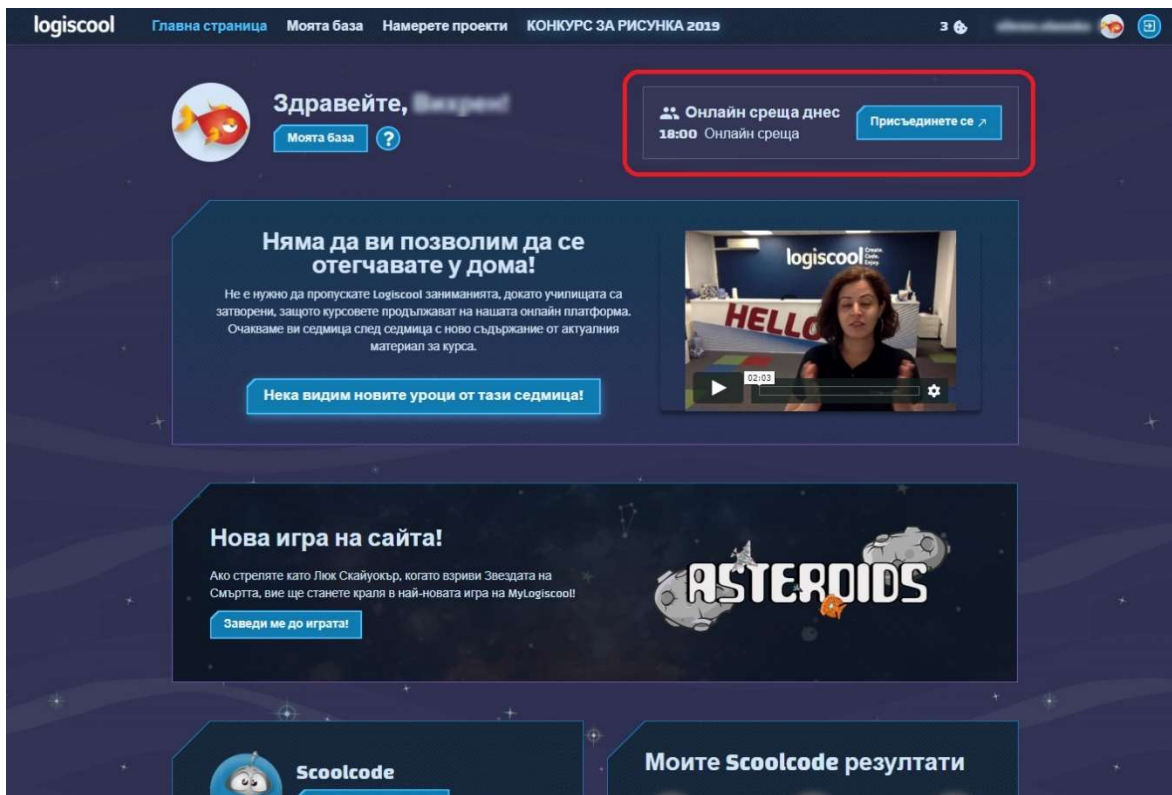 logiscool
Главна страница
Моята база
Намерете проекти
КОНКУРС ЗА РИСУНКА 2019
3
Здравейте,
Моята база
?
Онлайн среща днес
18:00 Онлайн среща
Присъединете се
Няма да ви позволим да се
отегчавате у дома!
Не е нужно да пропускате Logiscool заниманията, докато училищата са
затворени, защото курсовете продължават на нашата онлайн платформа.
Очакваме ви седмица след седмица с ново съдържание от актуалния
материал за курса.
Нека видим новите уроци от тази седмица!
logiscool
Create.
Code.
Enjoy.
HELLO
02:03
Нова игра на сайта!
Ако стреляте като Люк Скайуокър, когато взриви Звездата на
Смъртта, вие ще станете краля в най-новата игра на MyLogiscool!
Заведи ме до играта!
ASTEROIDS
Scoolcode
Моите Scoolcode резултати